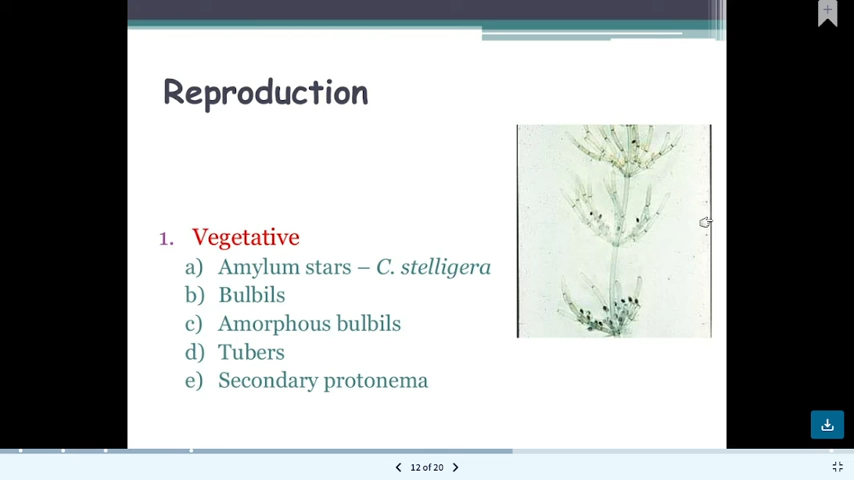 Reproduction
1. Vegetative
a) Amylum stars – C. stelligera
b) Bulbils
c) Amorphous bulbils
d) Tubers
e) Secondary protonema
12 of 20